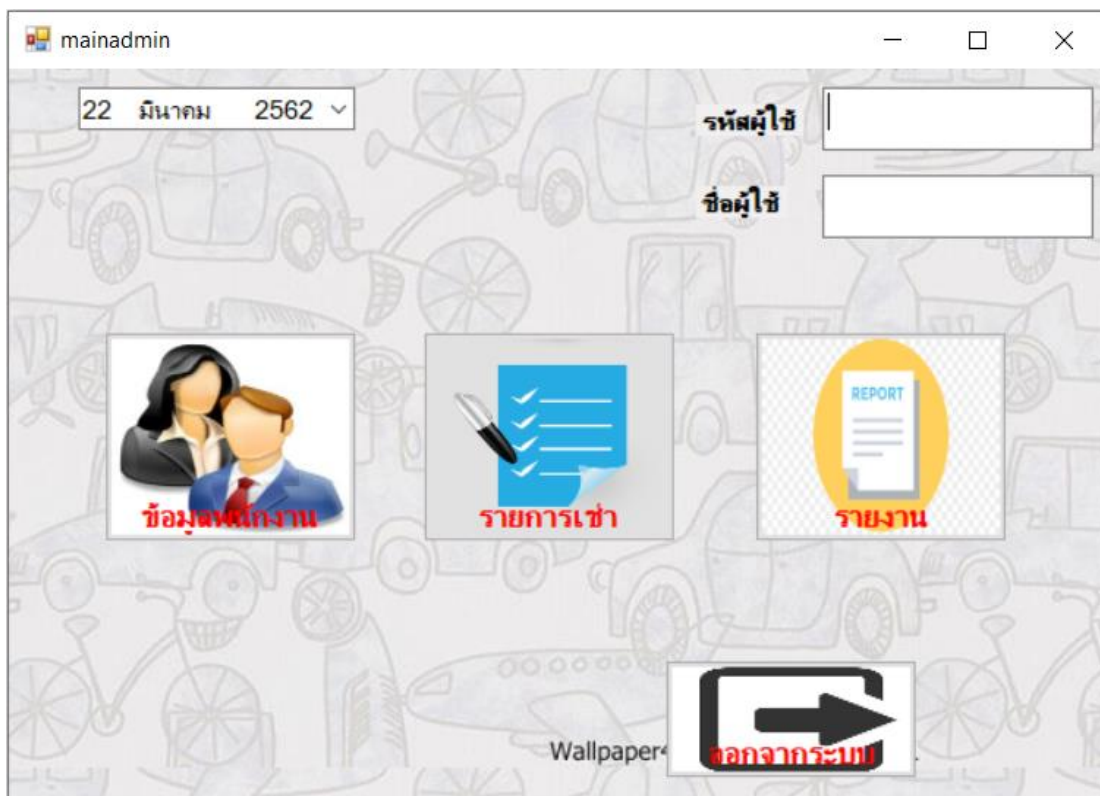 mainadmin
22 มีนาคม 2562
รหัสผู้ใช้
ชื่อผู้ใช้
ข้อมูลพนักงาน
รายการเช่า
REPORT
รายงาน
Wallpaper
ออกจากระบบ